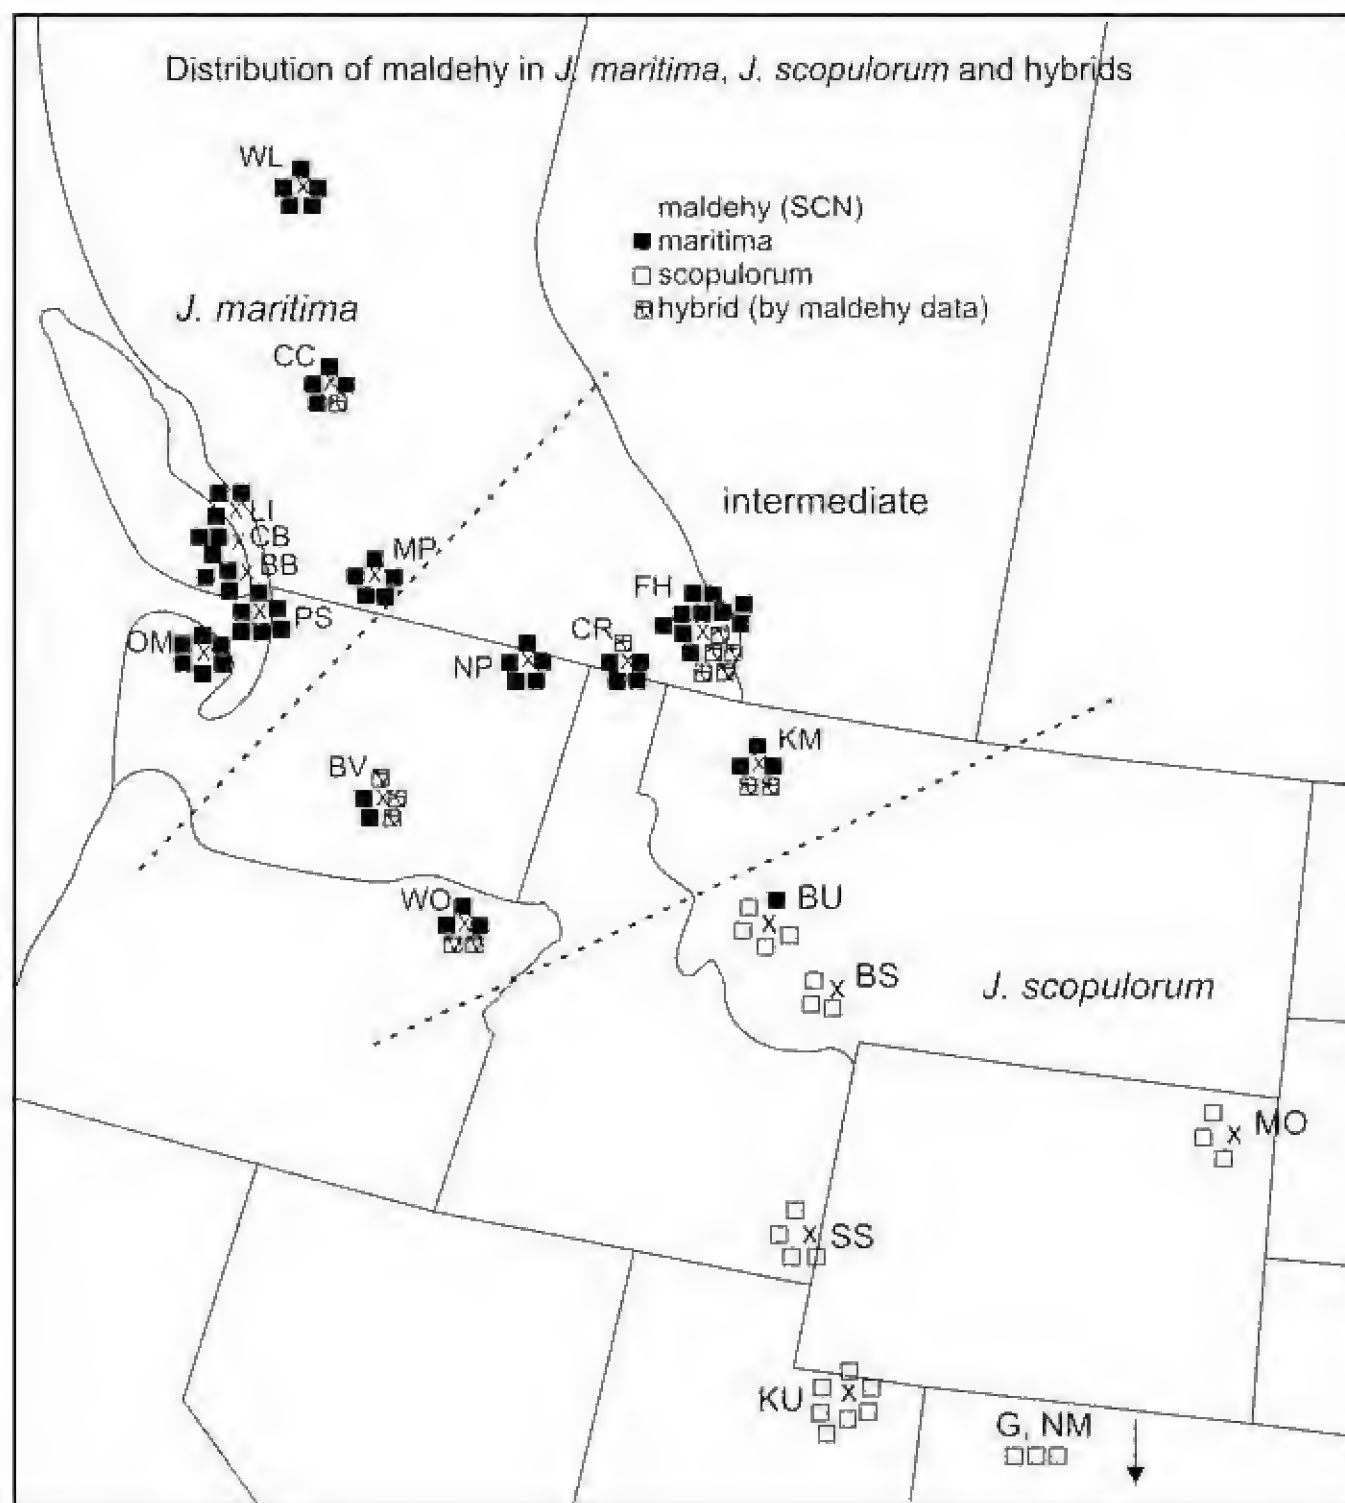 Distribution of maldehy in J. maritima, J. scopulorum and hybrids
WL
maldehy (SCN)
maritima
scopulorum
hybrid (by maldehy data)
J. maritima
CC
intermediate
LI
CB
BB
MP
FH
PS
CR
OM
NP
KM
BV
WO
BU
BS
J. scopulorum
MO
SS
KU
G, NM